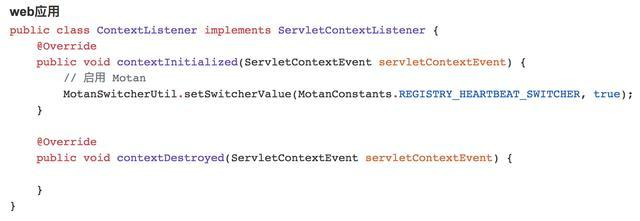 web应用
public class ContextListener implements ServletContextListener {
    @Override
    public void contextInitialized(ServletContextEvent servletContextEvent) {
        // 启用 Motan
        MotanSwitcherUtil.setSwitcherValue(MotanConstants.REGISTRY_HEARTBEAT_SWITCHER, true);
    }
    @Override
    public void contextDestroyed(ServletContextEvent servletContextEvent) {
    }
}